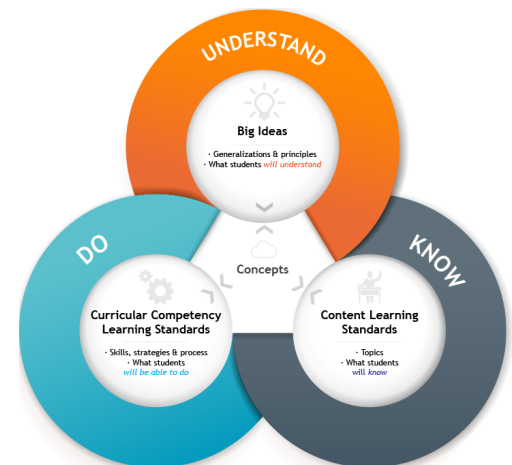 UNDERSTAND
Big Ideas
· Generalizations & principles
· What students will understand
DO
KNOW
Concepts
Curricular Competency
Learning Standards
· Skills, strategies & process
· What students
will be able to do
Content Learning
Standards
· Topics
· What students
will know